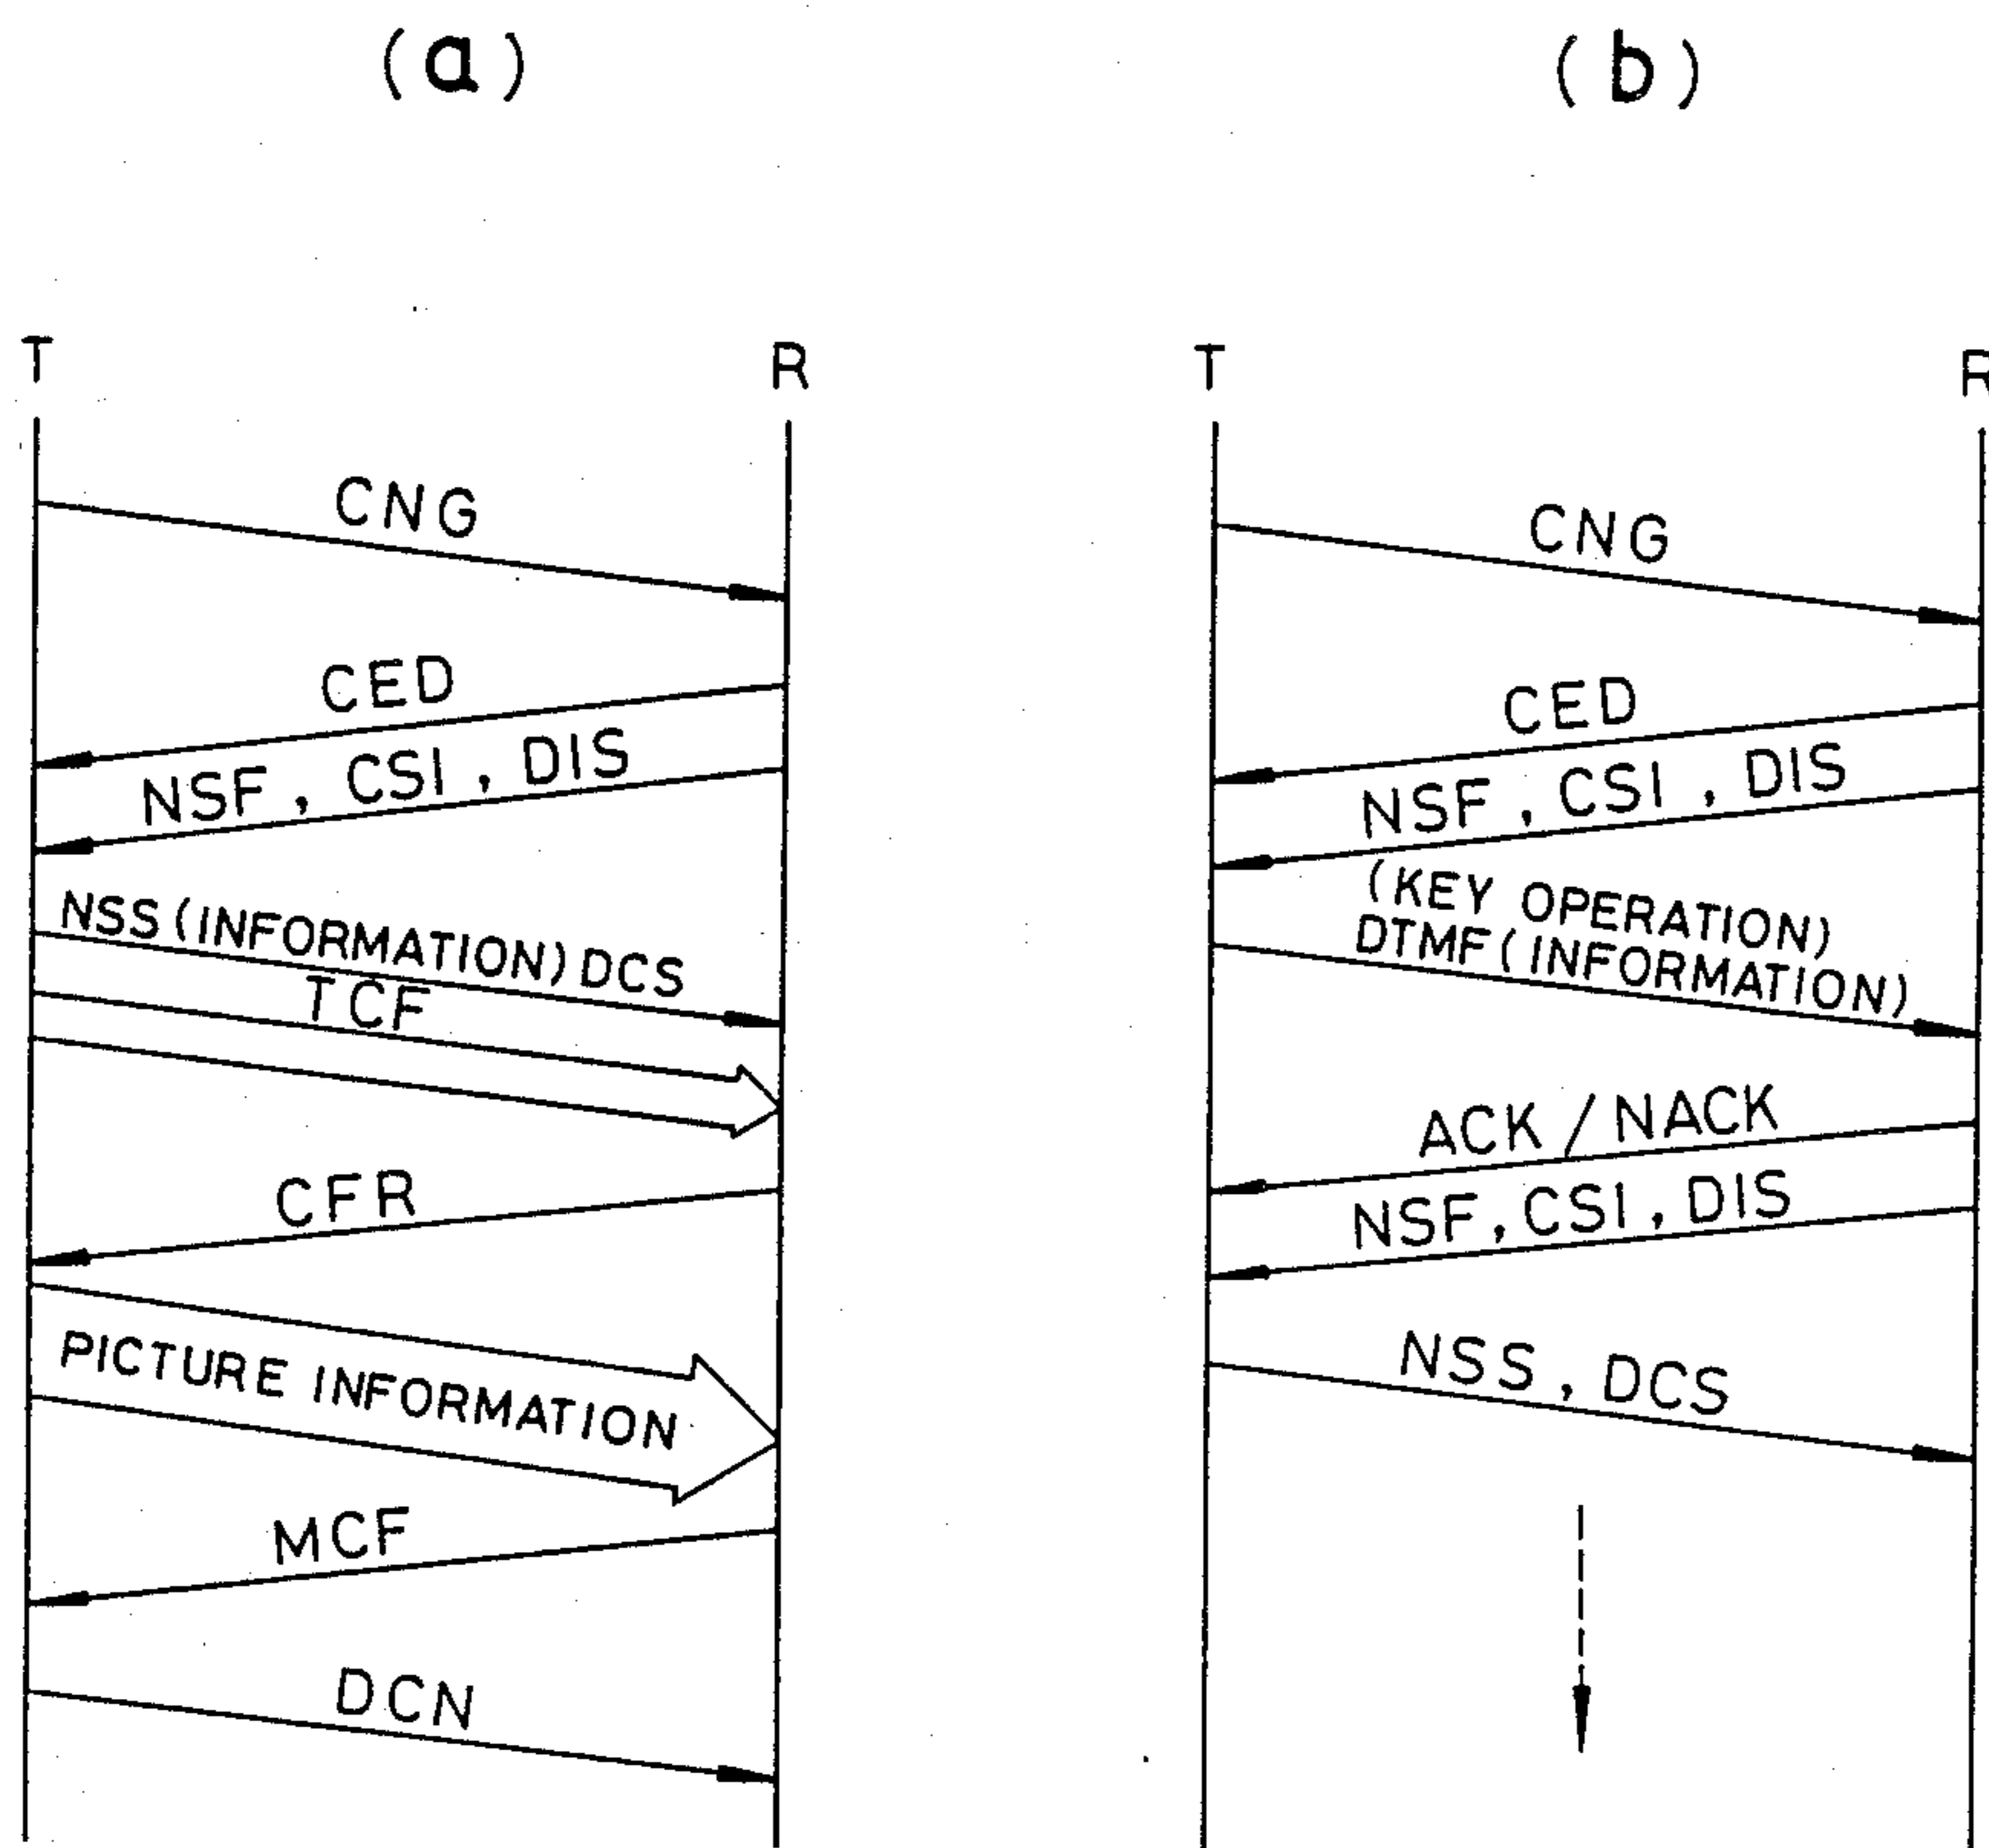 (a)
T
R
CNG
CED
NSF, CSI, DIS
NSS(INFORMATION)DCS
TCF
CFR
PICTURE INFORMATION
MCF
DCN
(b)
T
R
CNG
CED
NSF, CSI, DIS
(KEY OPERATION)
DTMF(INFORMATION)
ACK/NACK
NSF, CSI, DIS
NSS, DCS